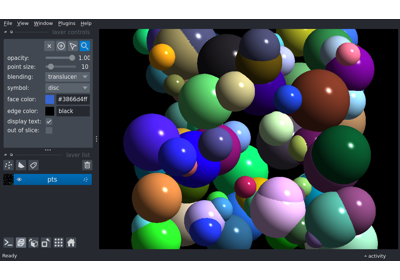 File View Window Plugins Help
layer controls
opacity: 1.00
point size: 10
blending: translucen
symbol: disc
face color: #3866d4ff
edge color: black
display text:
out of slice:
layer list
pts
Ready
activity